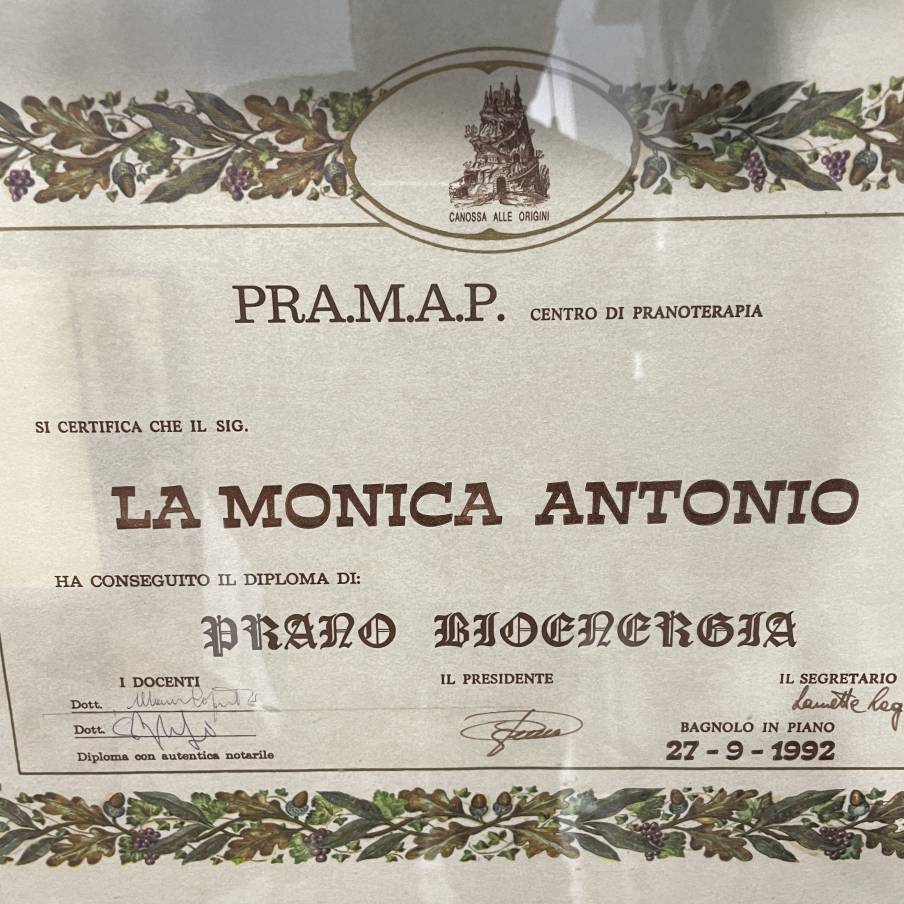 CANOSSA ALLE ORIGINI
PRA.M.A.P. CENTRO DI PRANOTERAPIA
SI CERTIFICA CHE IL SIG.
LA MONICA ANTONIO
HA CONSEGUITO IL DIPLOMA DI:
PRANO BIOENERGIA
I DOCENTI IL PRESIDENTE IL SEGRETARIO
Dott.
Dott. BAGNOLO IN PIANO
Diploma con autentica notarile 27-9-1992